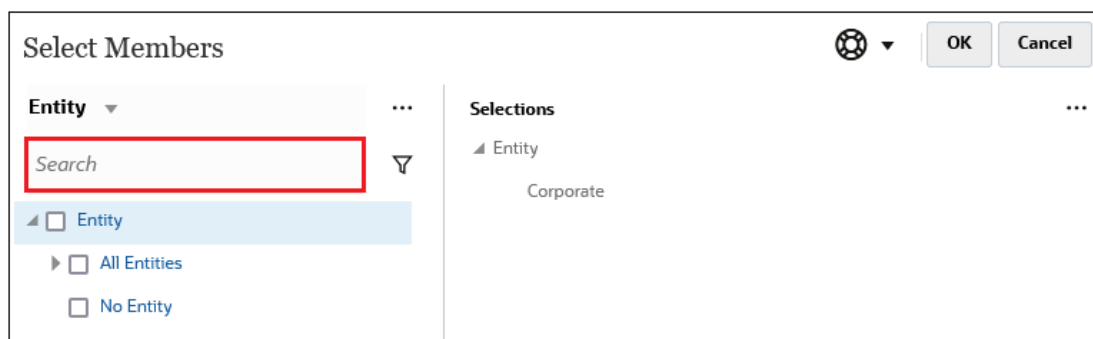 Select Members
OK
Cancel
Entity
Search
Entity
All Entities
No Entity
Selections
Entity
Corporate